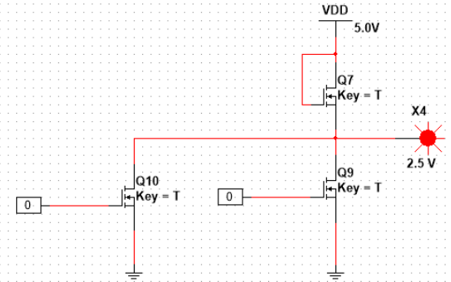 VDD
5.0V
Q7
Key = T
X4
2.5 V
Q10
Key = T
Q9
Key = T
0
0